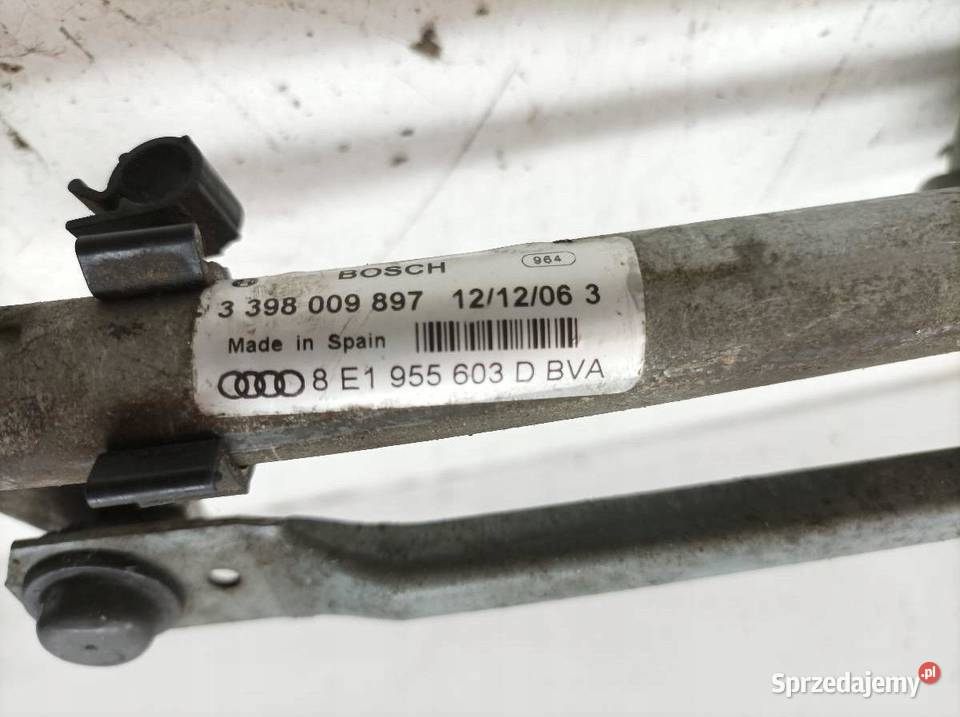 BOSCH 964
3 398 009 897 12/12/06 3
Made in Spain
8 E1 955 603 D BVA
Sprzedajemy.pl